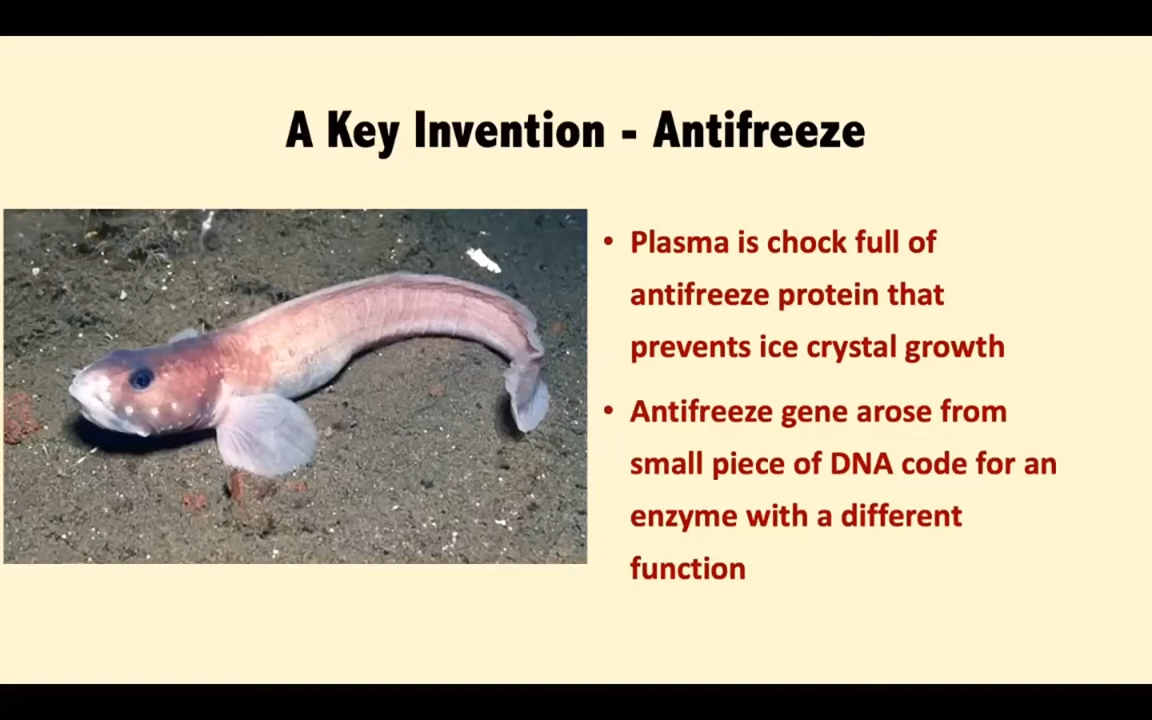 A Key Invention - Antifreeze
• Plasma is chock full of
antifreeze protein that
prevents ice crystal growth
• Antifreeze gene arose from
small piece of DNA code for an
enzyme with a different
function